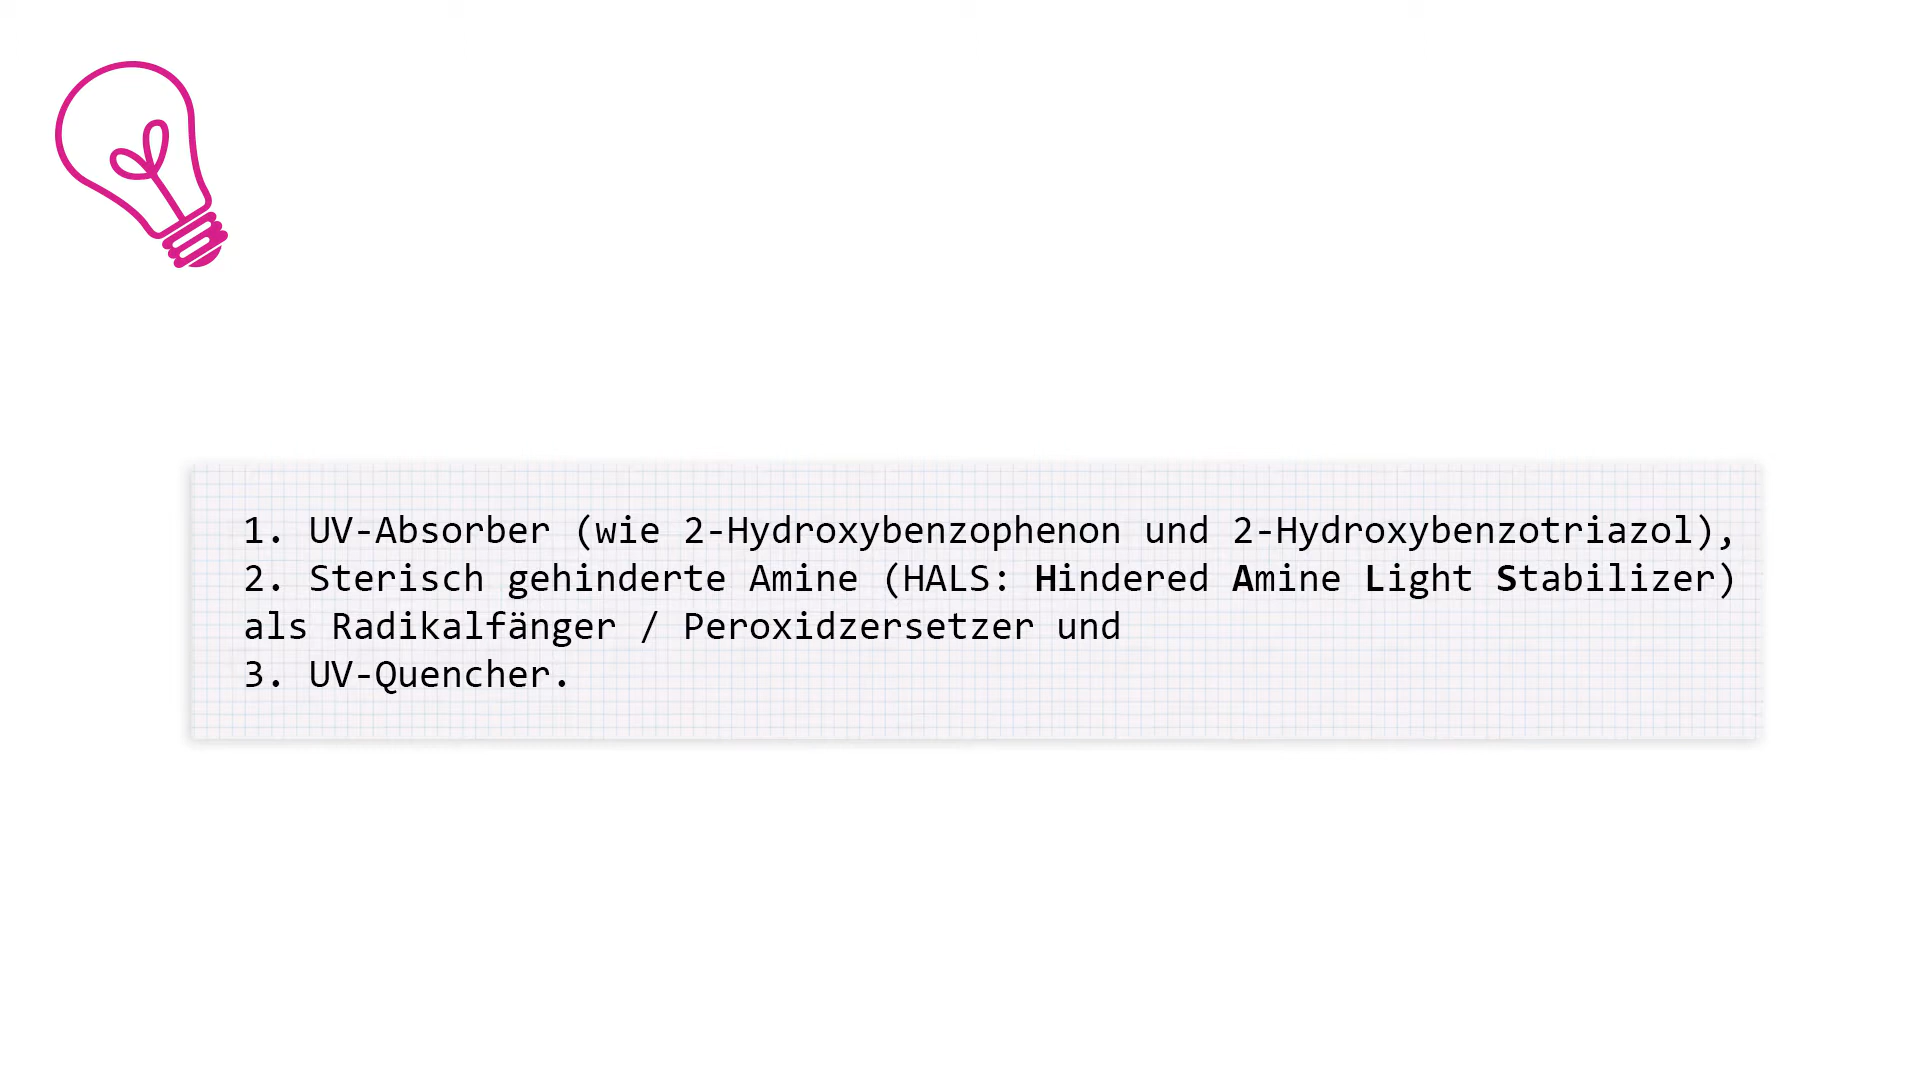 1. UV-Absorber (wie 2-Hydroxybenzophenon und 2-Hydroxybenzotriazol),
2. Sterisch gehinderte Amine (HALS: Hindered Amine Light Stabilizer)
als Radikalfänger / Peroxidzersetzer und
3. UV-Quencher.